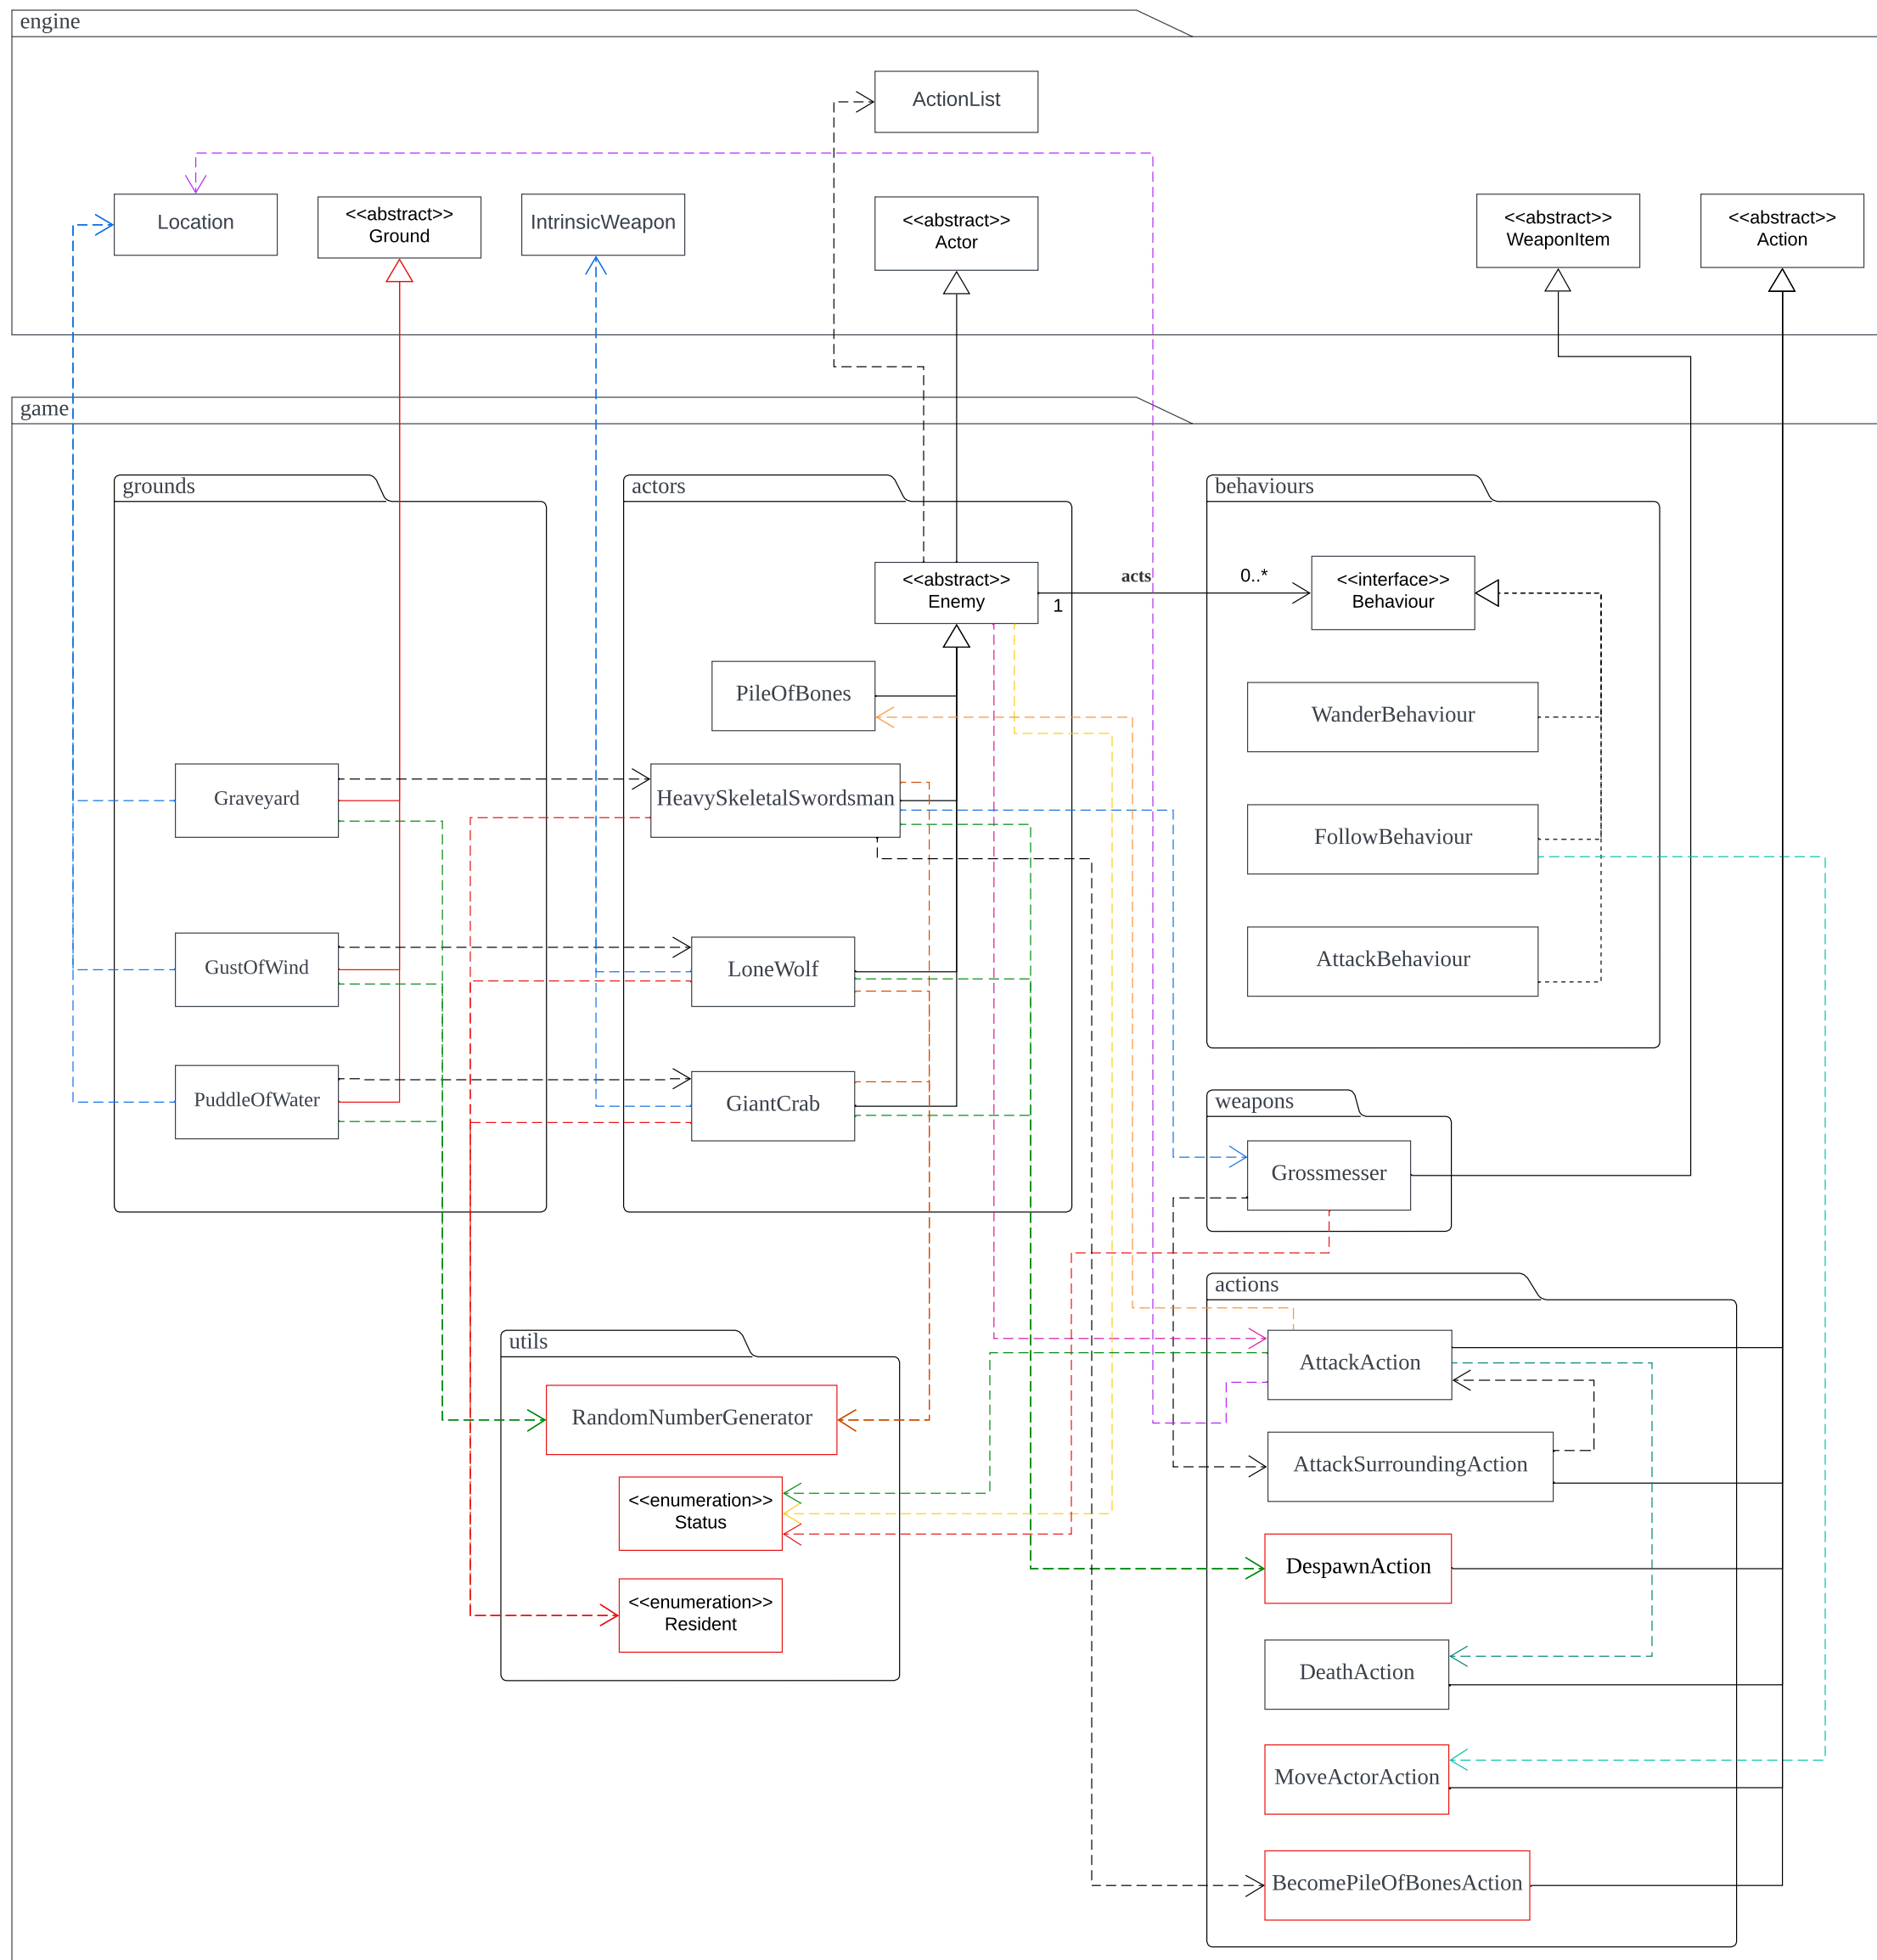 engine
ActionList
Location
<<abstract>>
Ground
IntrinsicWeapon
<<abstract>>
Actor
<<abstract>>
WeaponItem
<<abstract>>
Action
game
grounds
actors
behaviours
<<abstract>>
Enemy
1
acts
0..*
<<interface>>
Behaviour
PileOfBones
WanderBehaviour
Graveyard
HeavySkeletalSwordsman
FollowBehaviour
GustOfWind
LoneWolf
AttackBehaviour
PuddleOfWater
GiantCrab
weapons
Grossmesser
actions
utils
AttackAction
RandomNumberGenerator
AttackSurroundingAction
<<enumeration>>
Status
DespawnAction
<<enumeration>>
Resident
DeathAction
MoveActorAction
BecomePileOfBonesAction